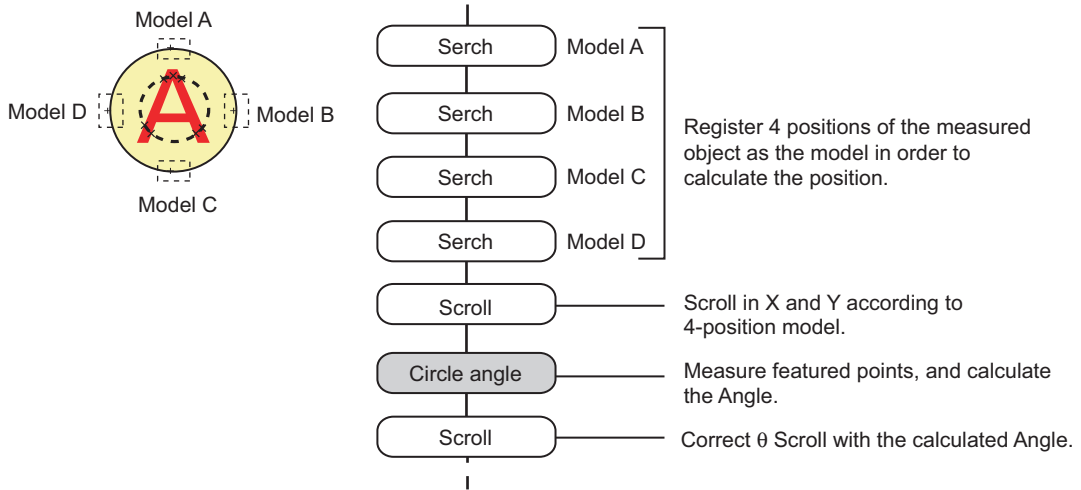 Model A
Model D
A
Model B
Model C
Serch
Model A
Serch
Model B
Serch
Model C
Serch
Model D
Register 4 positions of the measured
object as the model in order to
calculate the position.
Scroll
Scroll in X and Y according to
4-position model.
Circle angle
Measure featured points, and calculate
the Angle.
Scroll
Correct θ Scroll with the calculated Angle.